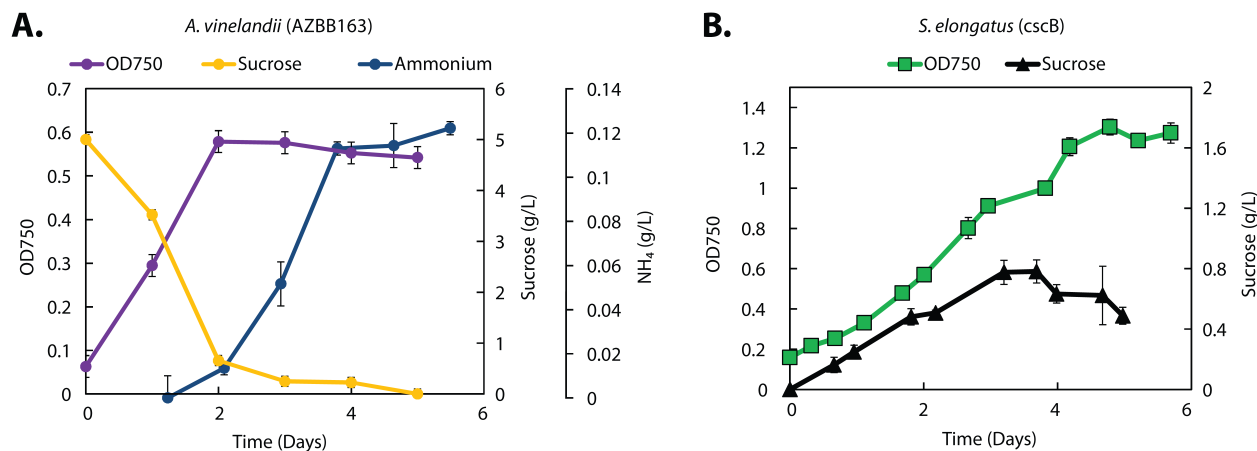 A.
A. vinelandii (AZBB163)
OD750 Sucrose Ammonium
0.7
0.6
0.5
0.4
0.3
0.2
0.1
0
OD750
0 2 4 6
Time (Days)
6
5
4
3
2
1
0
Sucrose (g/L)
0.14
0.12
0.1
0.08
0.06
0.04
0.02
0
NH₄ (g/L)
B.
S. elongatus (cscB)
OD750 Sucrose
1.4
1.2
1
0.8
0.6
0.4
0.2
0
OD750
0 2 4 6
Time (Days)
2
1.6
1.2
0.8
0.4
0
Sucrose (g/L)